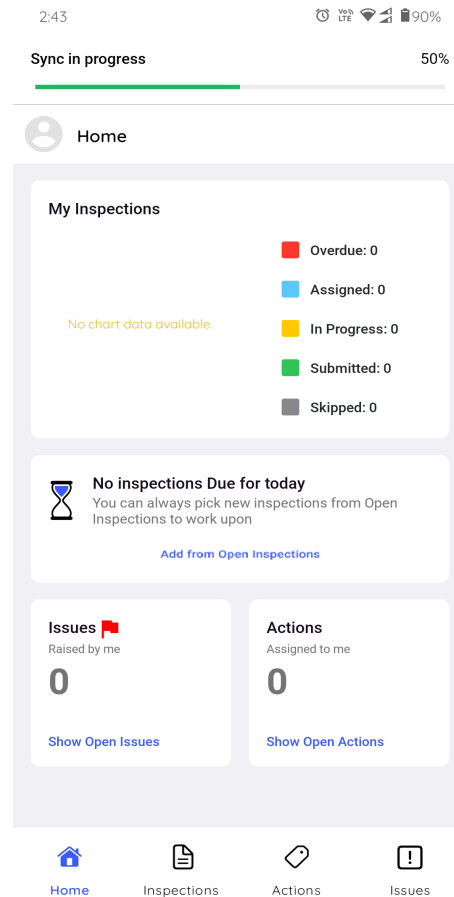 2:43
Vo
LTE
90%
Sync in progress 50%
Home
My Inspections
Overdue: 0
Assigned: 0
No chart data available.
In Progress: 0
Submitted: 0
Skipped: 0
No inspections Due for today
You can always pick new inspections from Open
Inspections to work upon
Add from Open Inspections
Issues
Raised by me
0
Show Open Issues
Actions
Assigned to me
0
Show Open Actions
Home Inspections Actions Issues